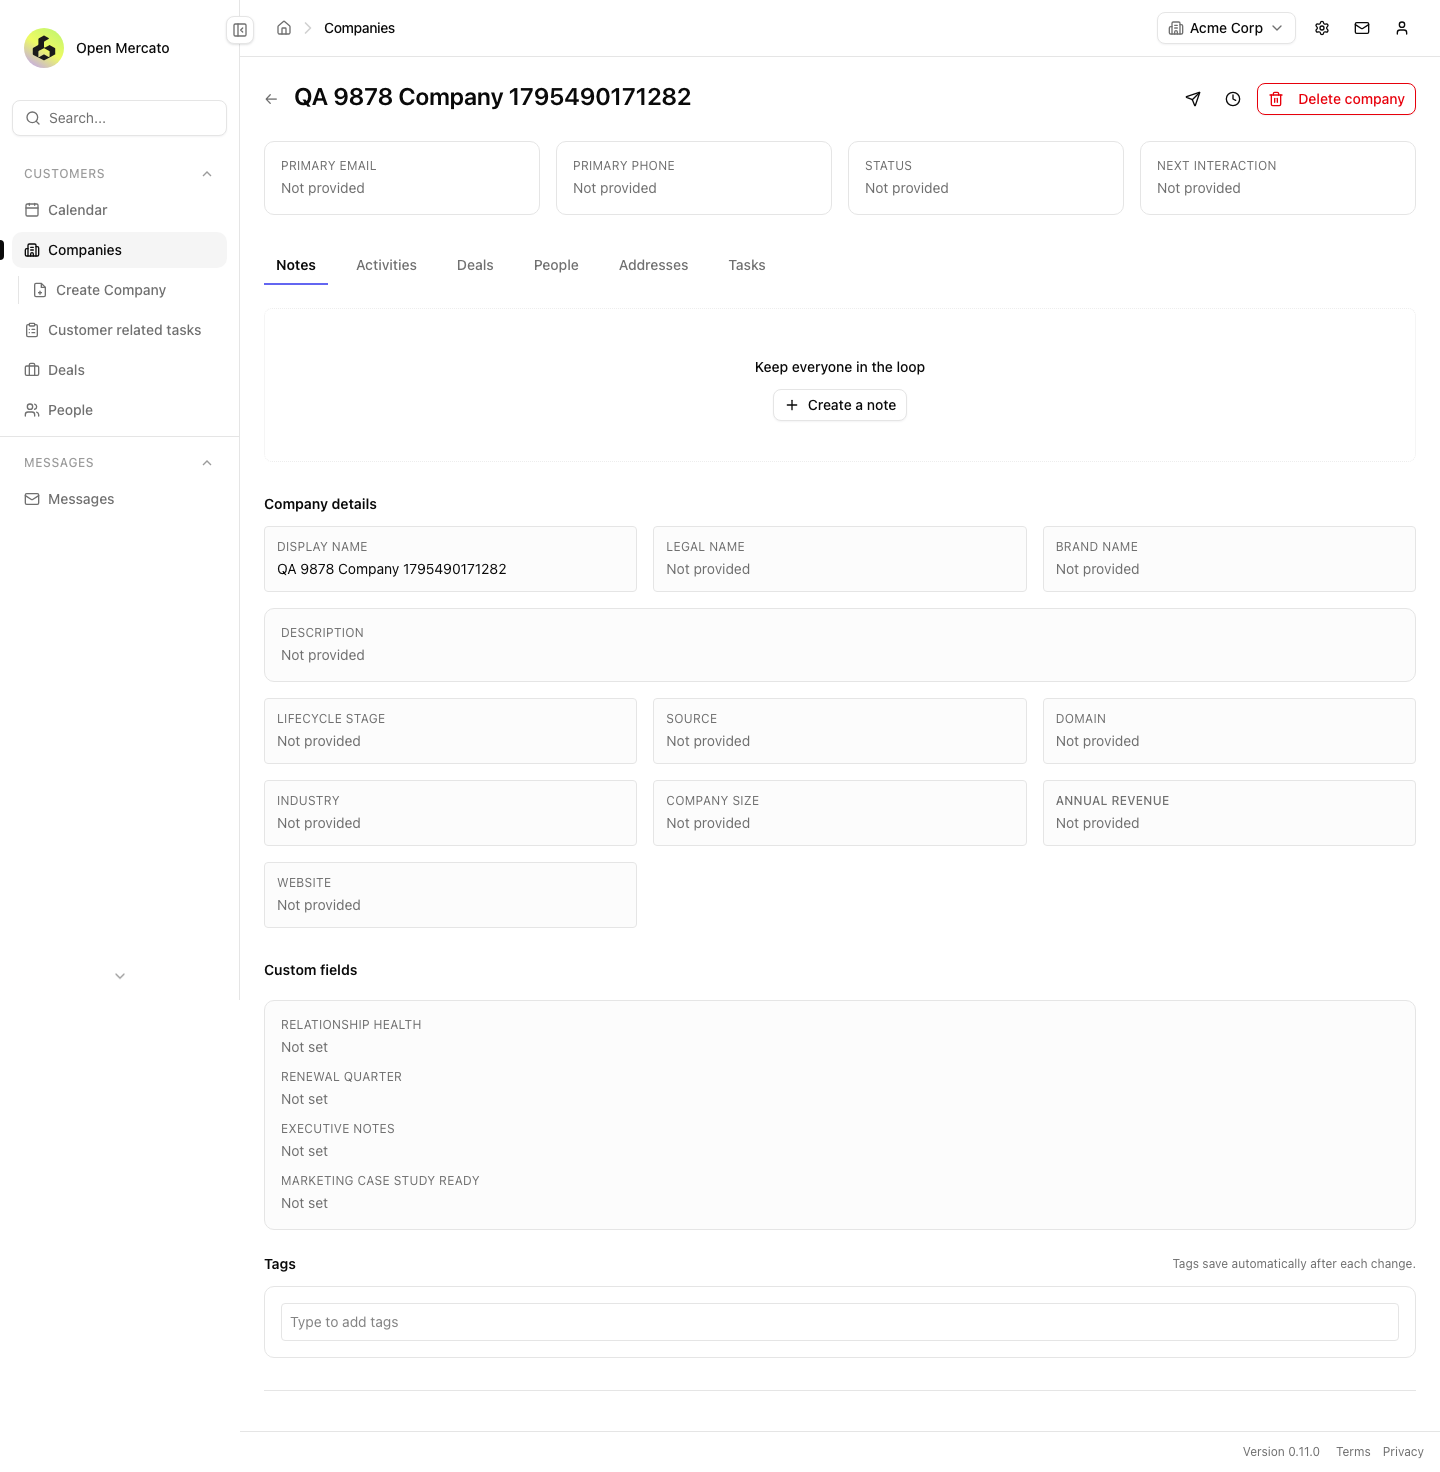 Open Mercato
Search...
CUSTOMERS
Calendar
Companies
Create Company
Customer related tasks
Deals
People
MESSAGES
Messages
Companies
Acme Corp
QA 9878 Company 1795490171282
Delete company
PRIMARY EMAIL
Not provided
PRIMARY PHONE
Not provided
STATUS
Not provided
NEXT INTERACTION
Not provided
Notes
Activities
Deals
People
Addresses
Tasks
Keep everyone in the loop
Create a note
Company details
DISPLAY NAME
QA 9878 Company 1795490171282
LEGAL NAME
Not provided
BRAND NAME
Not provided
DESCRIPTION
Not provided
LIFECYCLE STAGE
Not provided
SOURCE
Not provided
DOMAIN
Not provided
INDUSTRY
Not provided
COMPANY SIZE
Not provided
ANNUAL REVENUE
Not provided
WEBSITE
Not provided
Custom fields
RELATIONSHIP HEALTH
Not set
RENEWAL QUARTER
Not set
EXECUTIVE NOTES
Not set
MARKETING CASE STUDY READY
Not set
Tags
Tags save automatically after each change.
Type to add tags
Version 0.11.0
Terms
Privacy